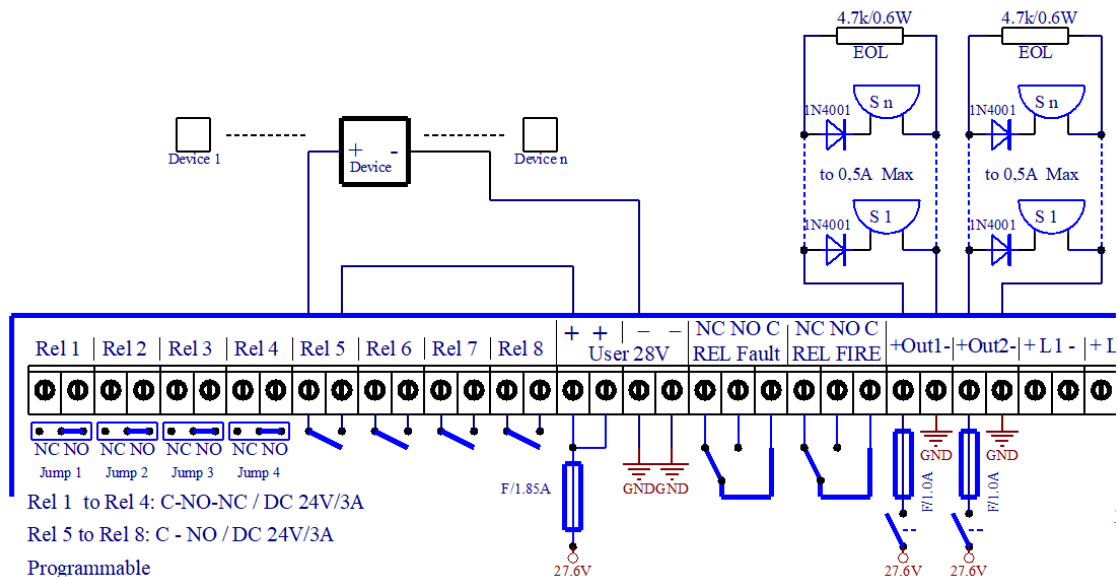 4.7k/0.6W 4.7k/0.6W
EOL EOL
1N4001 S n 1N4001 S n
Device 1 + - Device Device n
to 0,5A Max to 0,5A Max
1N4001 S 1 1N4001 S 1
Rel 1 Rel 2 Rel 3 Rel 4 Rel 5 Rel 6 Rel 7 Rel 8
+ + - -
User 28V
NC NO C
REL Fault
NC NO C
REL FIRE
+Out1- +Out2- + L 1 - + L
NC NO NC NO NC NO NC NO
Jump 1 Jump 2 Jump 3 Jump 4
F/1.85A
GND GND
GND GND
F/1.0A F/1.0A
Rel 1 to Rel 4: C-NO-NC / DC 24V/3A
Rel 5 to Rel 8: C - NO / DC 24V/3A
Programmable
27.6V 27.6V 27.6V